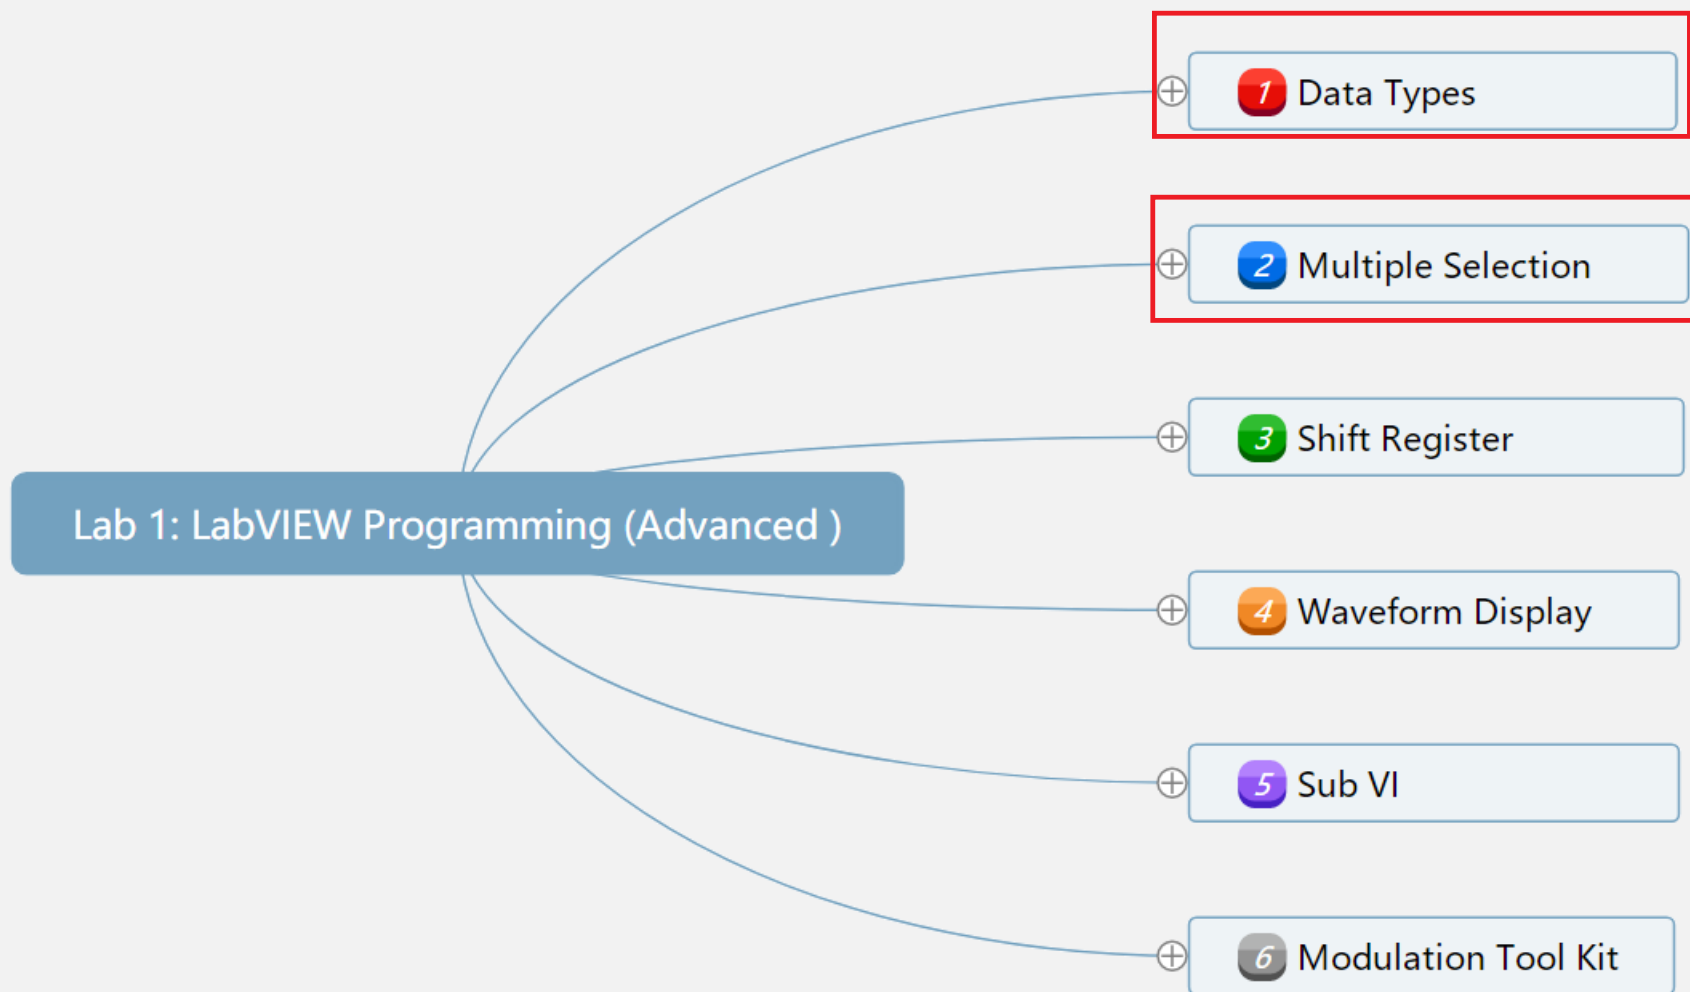 1 Data Types
2 Multiple Selection
3 Shift Register
Lab 1: LabVIEW Programming (Advanced )
4 Waveform Display
5 Sub VI
6 Modulation Tool Kit